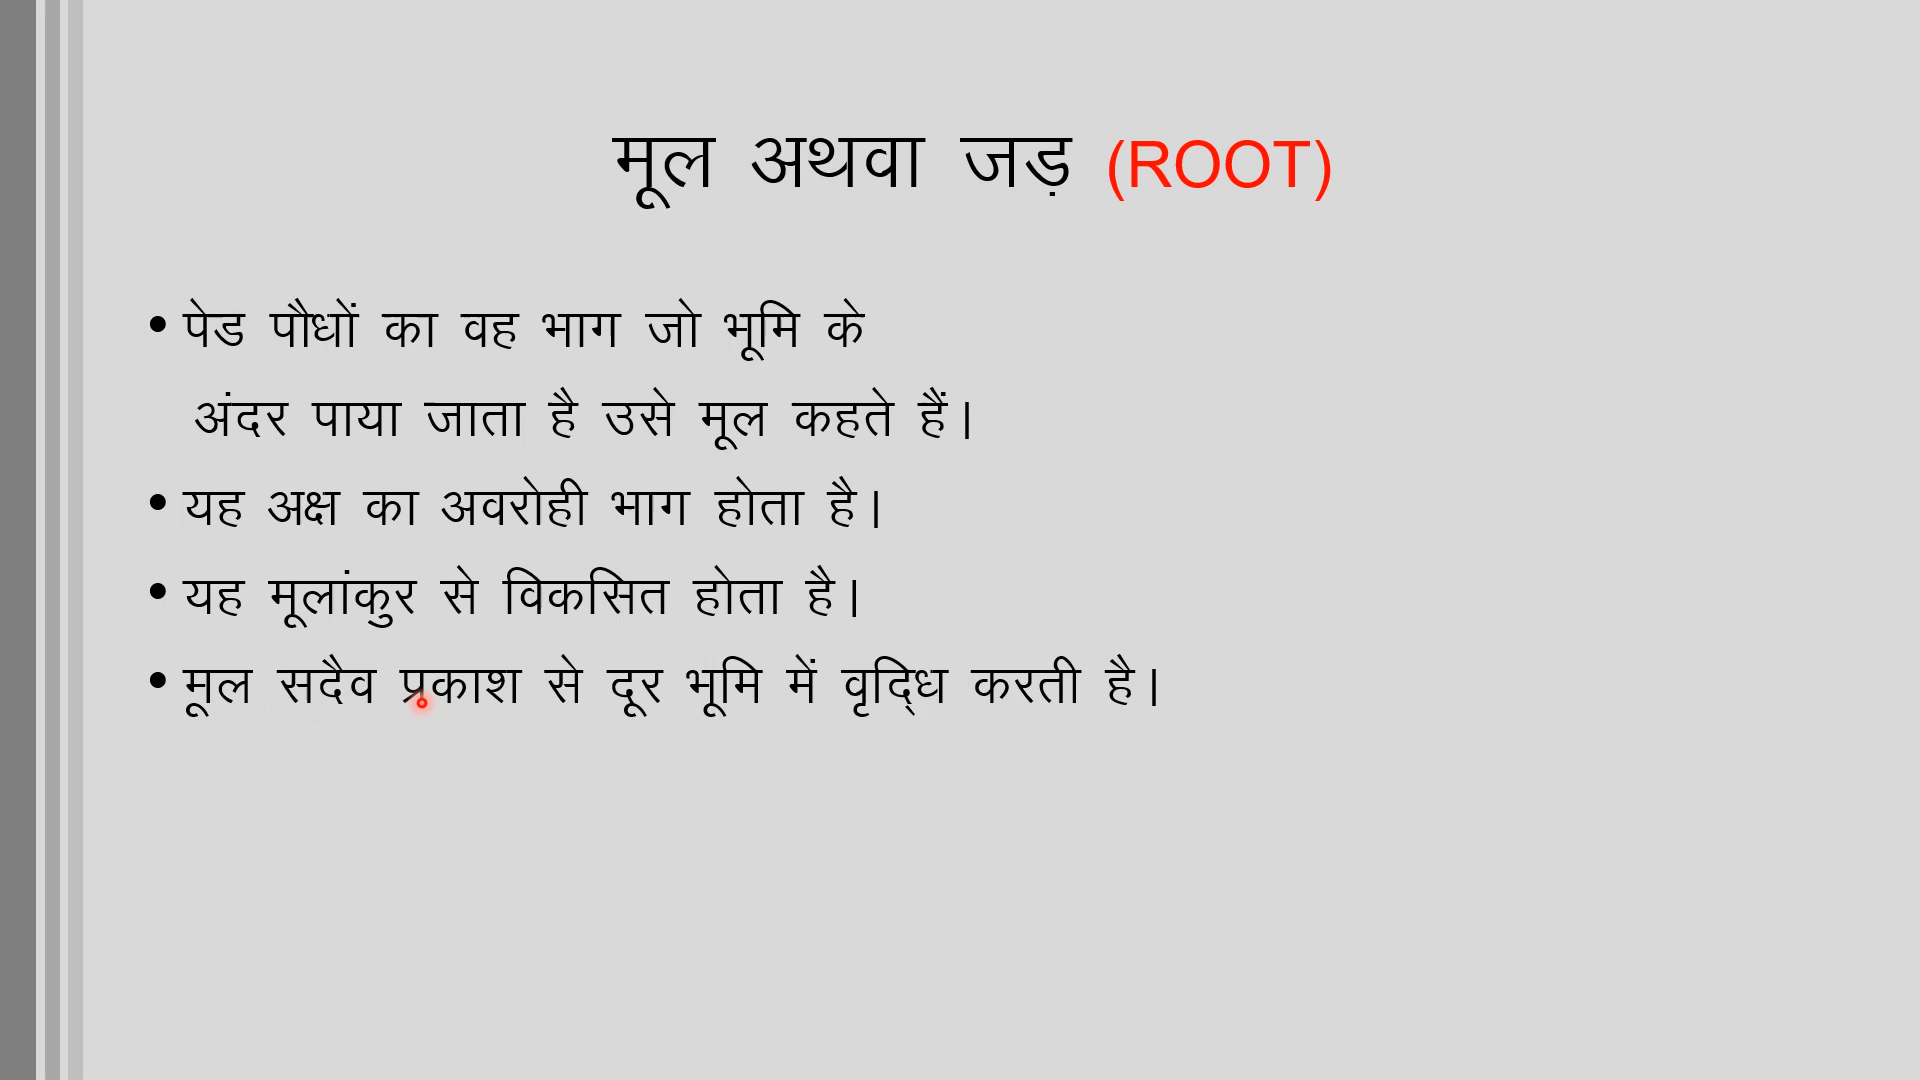 मूल अथवा जड़ (ROOT)
• पेड पौधों का वह भाग जो भूमि के
अंदर पाया जाता है उसे मूल कहते हैं।
• यह अक्ष का अवरोही भाग होता है।
• यह मूलांकुर से विकसित होता है।
• मूल सदैव प्रकाश से दूर भूमि में वृद्धि करती है।